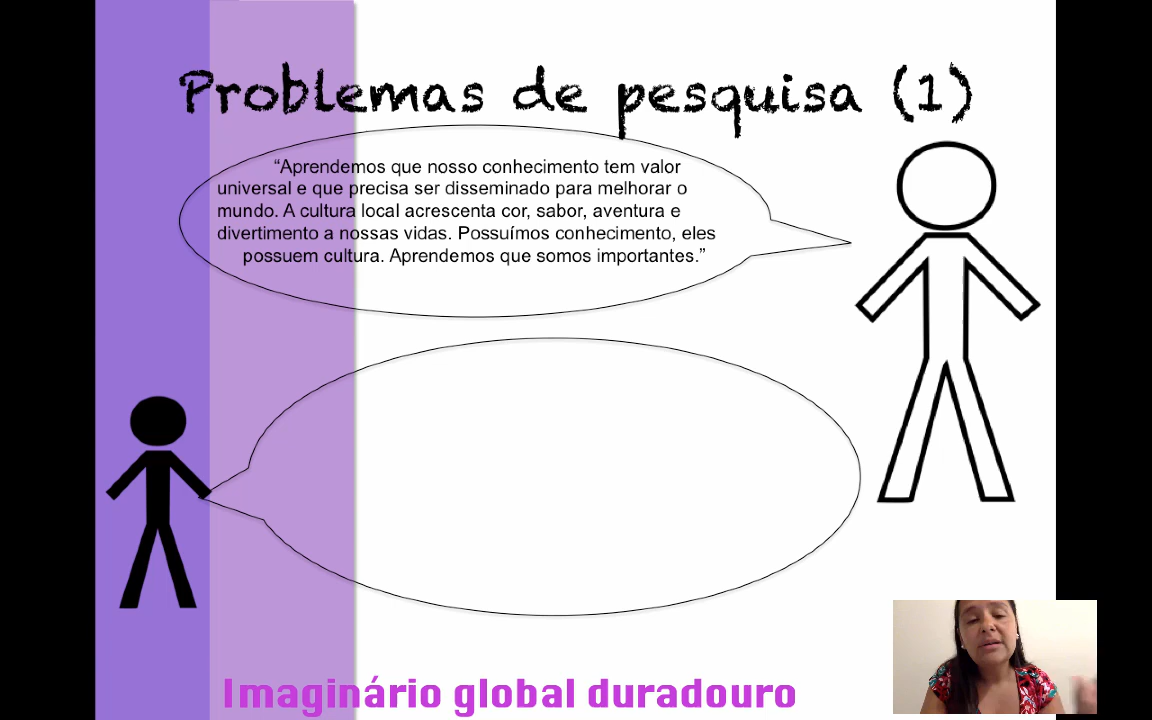 Problemas de pesquisa (1)
“Aprendemos que nosso conhecimento tem valor
universal e que precisa ser disseminado para melhorar o
mundo. A cultura local acrescenta cor, sabor, aventura e
divertimento a nossas vidas. Possuímos conhecimento, eles
possuem cultura. Aprendemos que somos importantes.”
Imaginário global duradouro